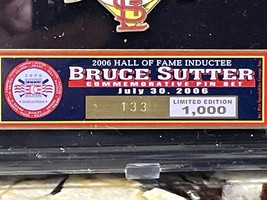 2006 HALL OF FAME INDUCTEE
BRUCE SUTTER
COMMEMORATIVE PIN SET
July 30, 2006
133
LIMITED EDITION
1,000